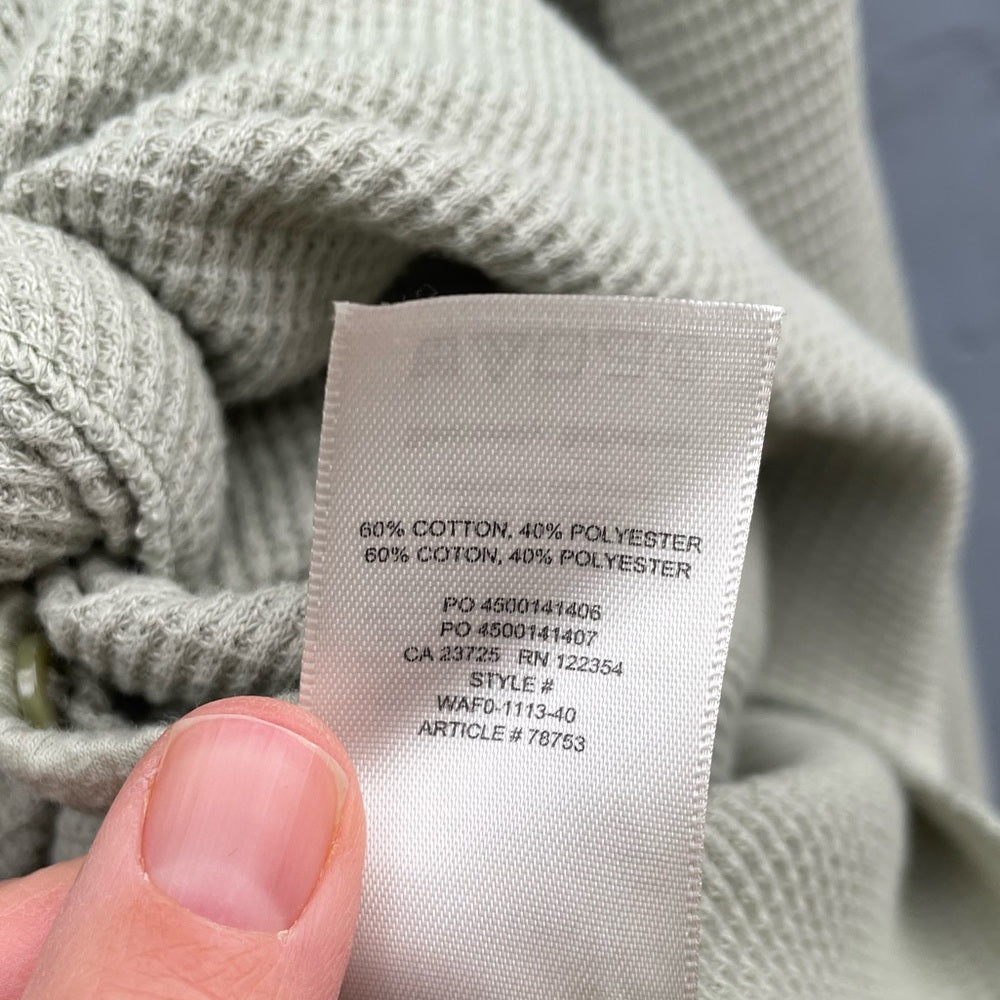 60% COTTON, 40% POLYESTER
60% COTON, 40% POLYESTER
PO 4500141406
PO 4500141407
CA 23725 RN 122354
STYLE #
WAF0-1113-40
ARTICLE # 78753